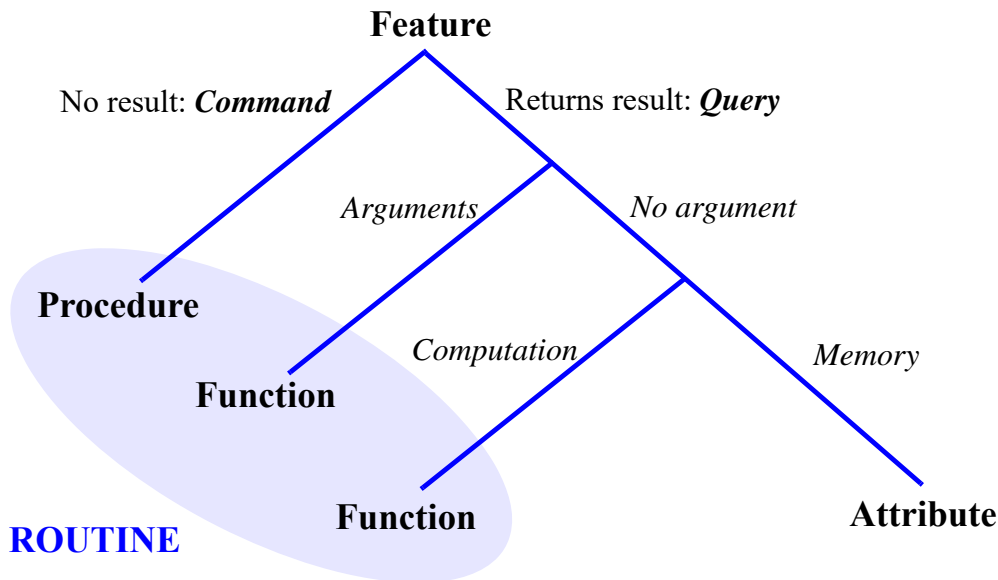 Feature
No result: Command
Returns result: Query
Arguments
No argument
Procedure
Computation
Memory
Function
Function
Attribute
ROUTINE